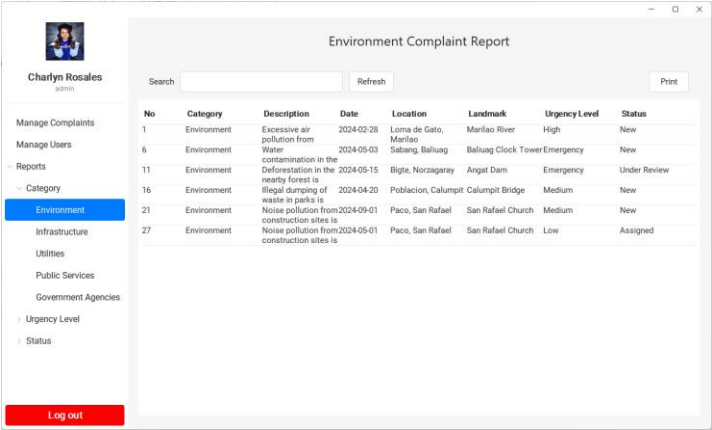 Charlyn Rosales
admin
Manage Complaints
Manage Users
Reports
Category
Environment
Infrastructure
Utilities
Public Services
Government Agencies
Urgency Level
Status
Log out
Environment Complaint Report
Search Refresh Print
No Category Description Date Location Landmark Urgency Level Status
1 Environment Excessive air 2024-02-28 Loma de Gato, Marilao River High New
pollution from Marilao
6 Environment Water 2024-05-03 Sabang, Baliuag Baliuag Clock Tower Emergency New
contamination in the
11 Environment Deforestation in the 2024-05-15 Bigte, Norzagaray Angat Dam Emergency Under Review
nearby forest is
16 Environment Illegal dumping of 2024-04-20 Poblacion, Calumpit Calumpit Bridge Medium New
waste in parks is
21 Environment Noise pollution from 2024-09-01 Paco, San Rafael San Rafael Church Medium New
construction sites is
27 Environment Noise pollution from 2024-05-01 Paco, San Rafael San Rafael Church Low Assigned
construction sites is